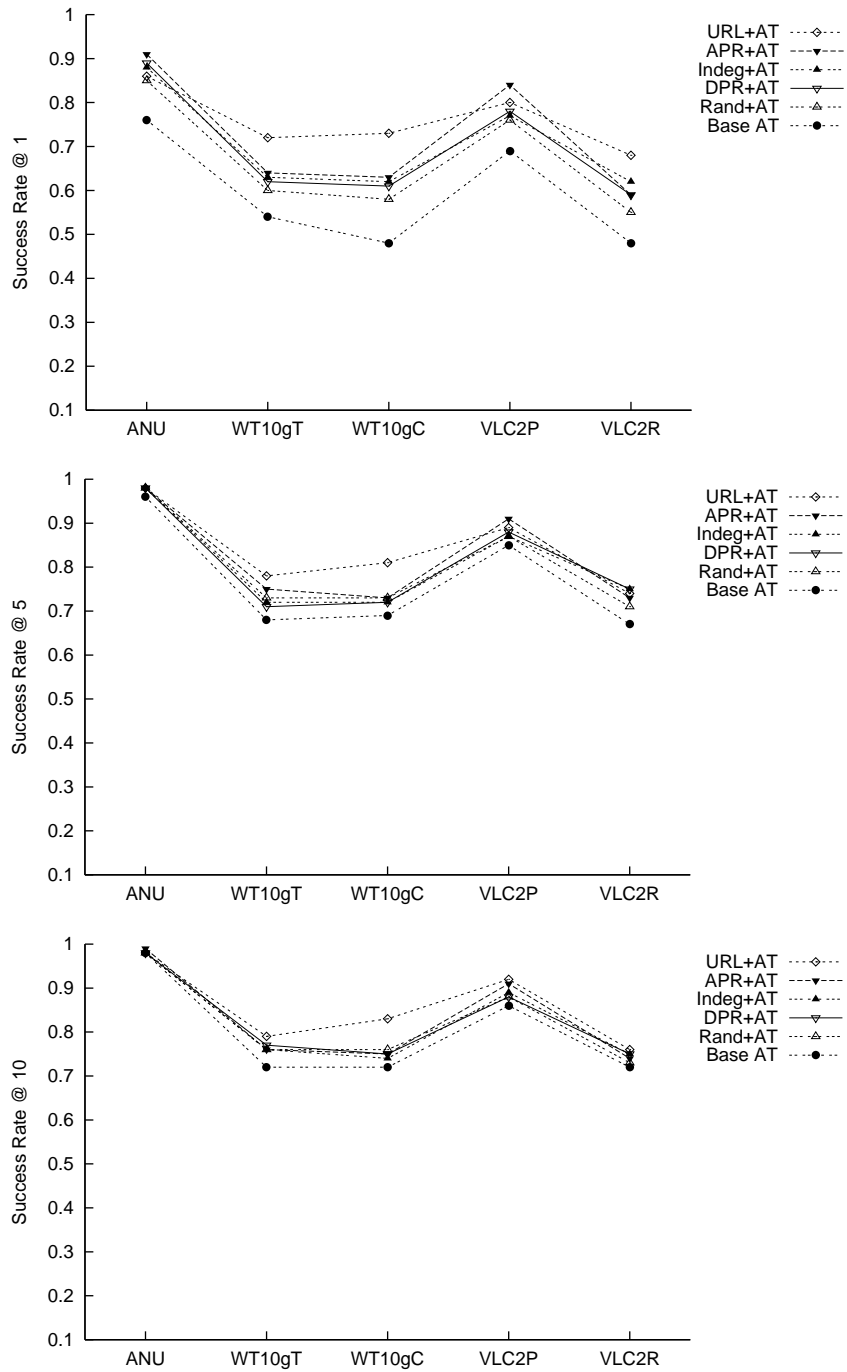 1
0.9
0.8
0.7
0.6
0.5
0.4
0.3
0.2
0.1
Success Rate @ 1
ANU WT10gT WT10gC VLC2P VLC2R
URL+AT
APR+AT
Indeg+AT
DPR+AT
Rand+AT
Base AT
1
0.9
0.8
0.7
0.6
0.5
0.4
0.3
0.2
0.1
Success Rate @ 5
ANU WT10gT WT10gC VLC2P VLC2R
URL+AT
APR+AT
Indeg+AT
DPR+AT
Rand+AT
Base AT
1
0.9
0.8
0.7
0.6
0.5
0.4
0.3
0.2
0.1
Success Rate @ 10
ANU WT10gT WT10gC VLC2P VLC2R
URL+AT
APR+AT
Indeg+AT
DPR+AT
Rand+AT
Base AT